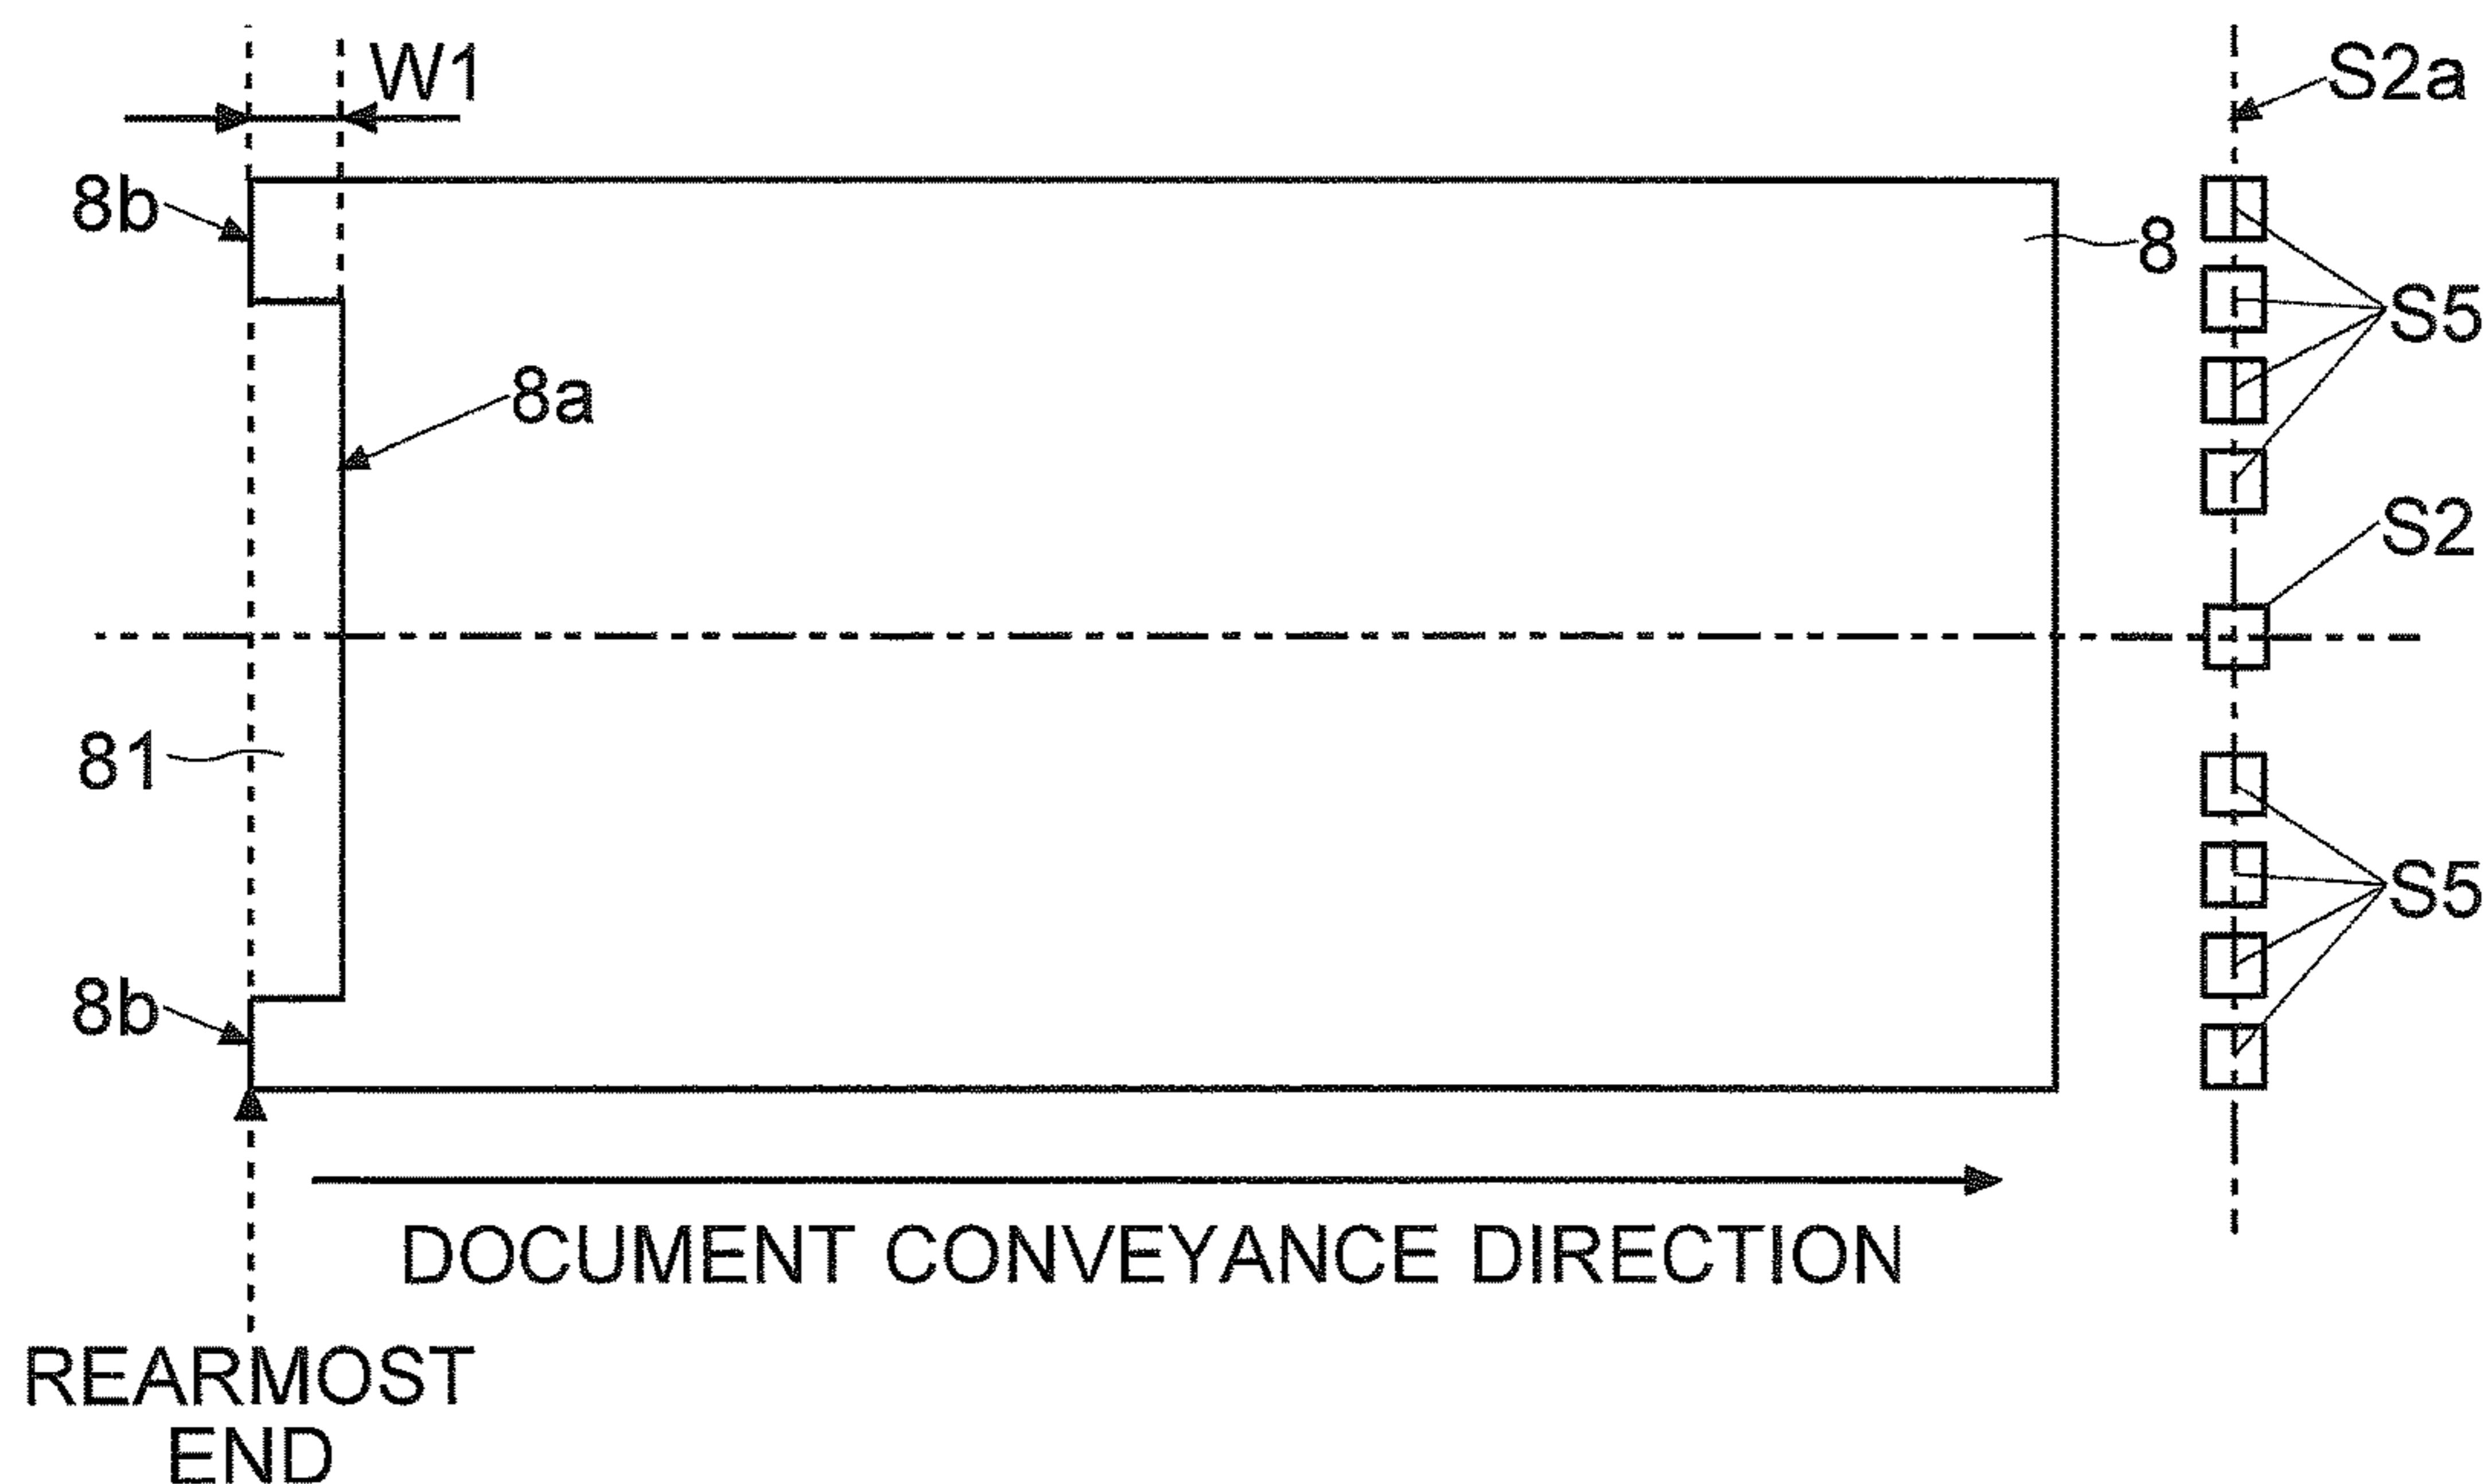 W1
S2a
8b
8
S5
8a
S2
81
S5
8b
DOCUMENT CONVEYANCE DIRECTION
REARMOST
END